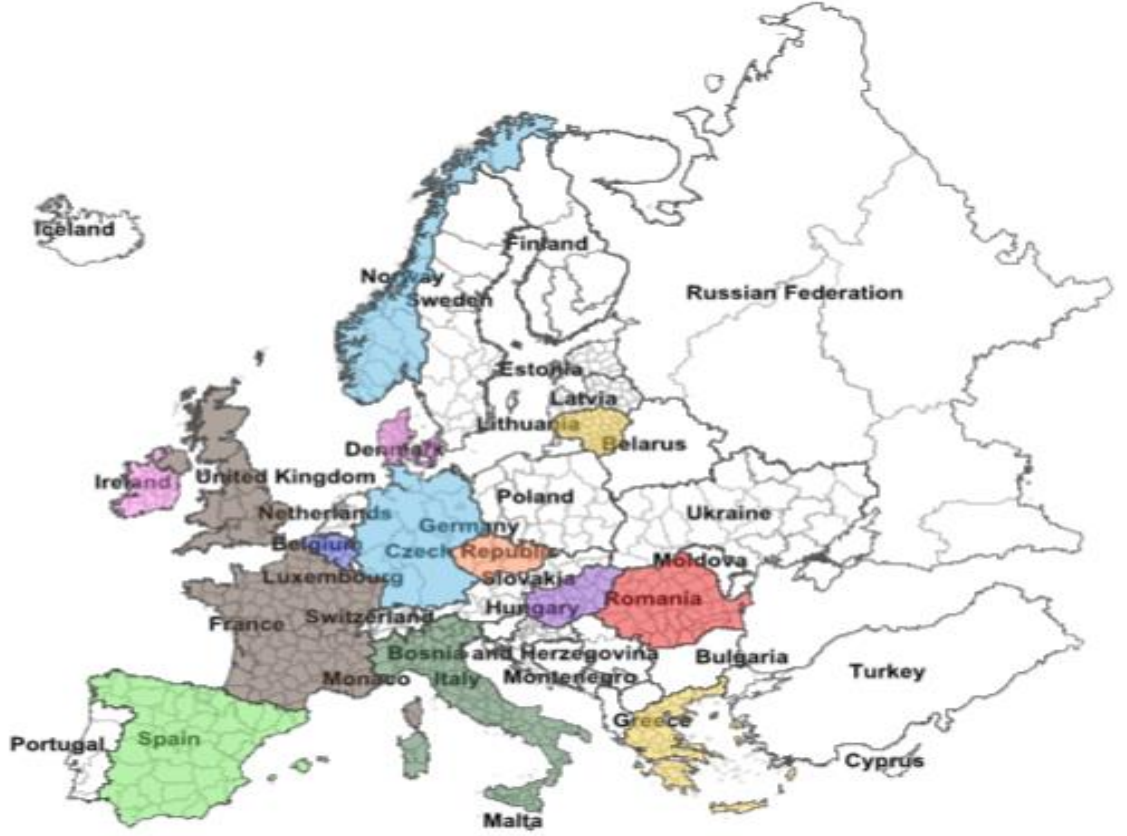 Iceland
Finland
Norway
Sweden
Russian Federation
Estonia
Latvia
Lithuania
Belarus
Denmark
Ireland
United Kingdom
Poland
Netherlands
Ukraine
Germany
Belgium
Czech Republic
Moldova
Luxembourg
Slovakia
Romania
Hungary
Switzerland
France
Bosnia and Herzegovina
Bulgaria
Turkey
Monaco
Italy
Montenegro
Greece
Spain
Portugal
Cyprus
Malta